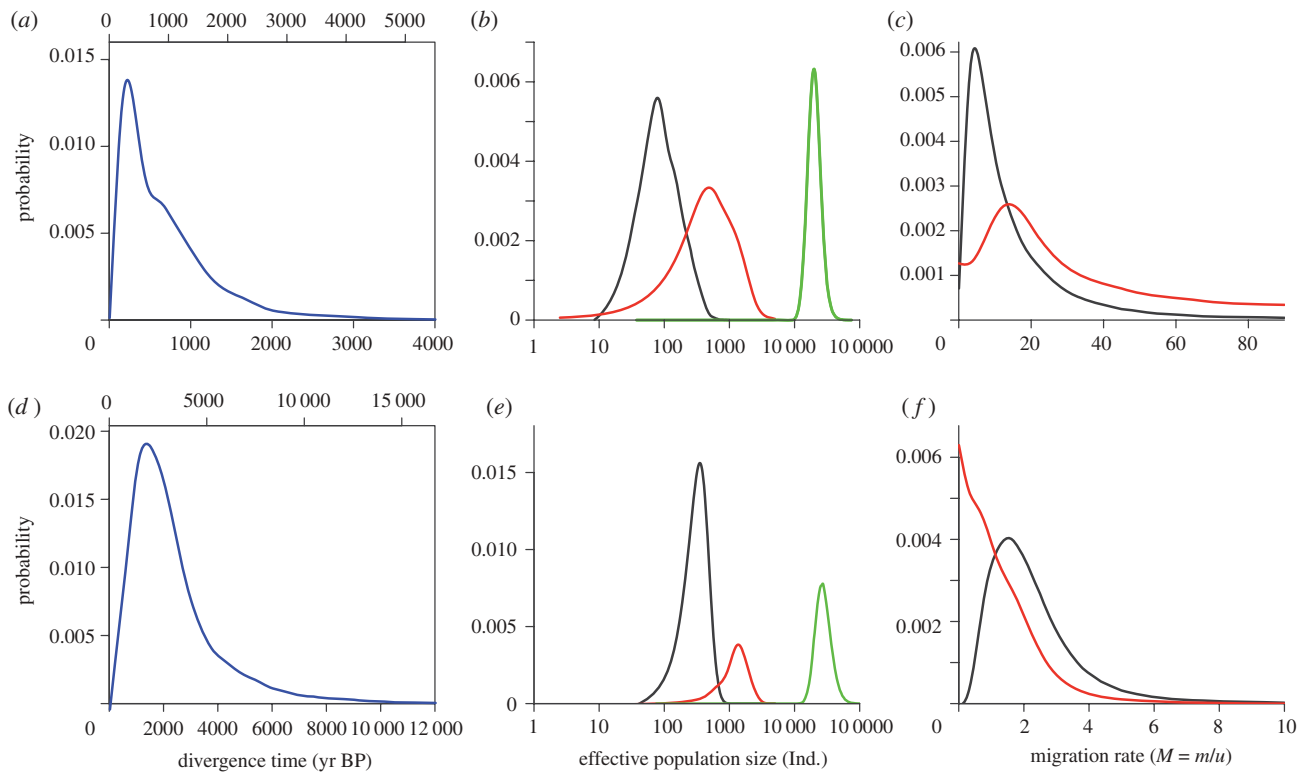 (a)
0 1000 2000 3000 4000 5000
0.015
0.010
0.005
probability
0 1000 2000 3000 4000
(b)
0.006
0.004
0.002
0
1 10 100 1000 10 000 100 0000
(c)
0.006
0.005
0.004
0.003
0.002
0.001
20 40 60 80
(d)
0 5000 10 000 15 000
0.020
0.015
0.010
0.005
probability
0 2000 4000 6000 8000 10 000 12 000
divergence time (yr BP)
(e)
0.015
0.010
0.005
0
1 10 100 1000 10 000 100 0000
effective population size (Ind.)
(f)
0.006
0.004
0.002
0 2 4 6 8 10
migration rate (M = m/u)